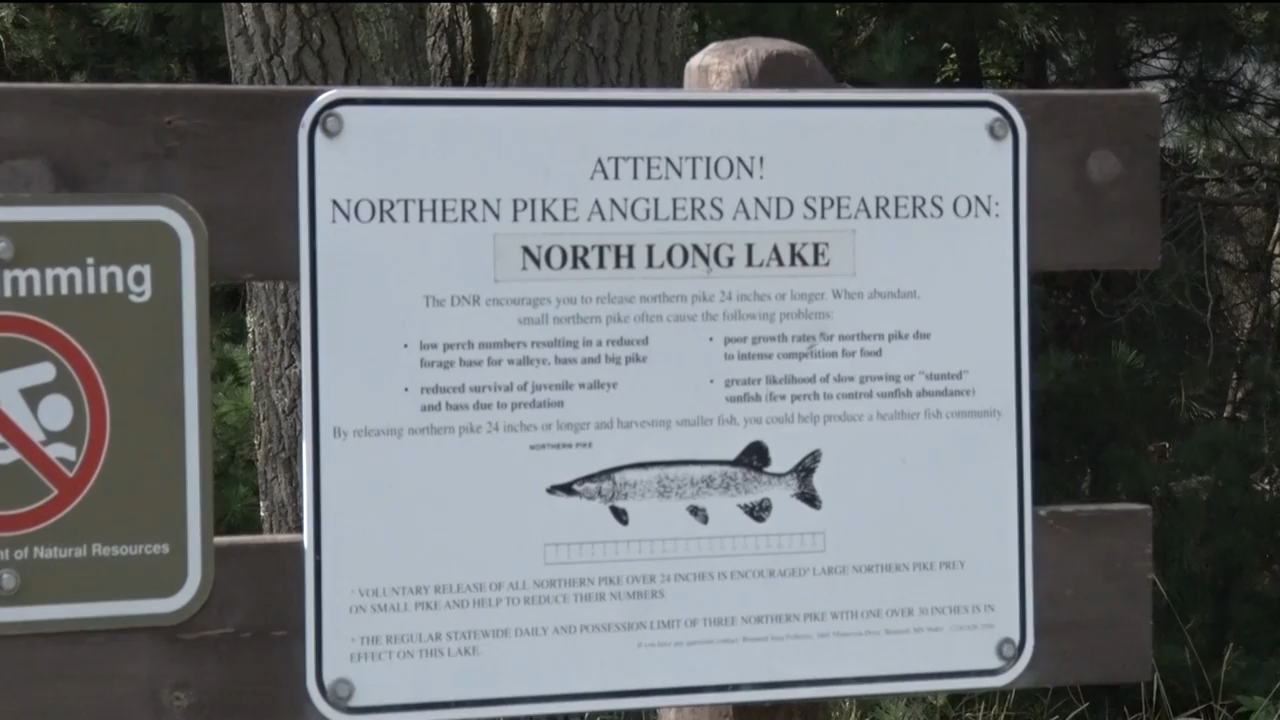 mming
nt of Natural Resources
ATTENTION!
NORTHERN PIKE ANGLERS AND SPEARERS ON:
NORTH LONG LAKE
The DNR encourages you to release northern pike 24 inches or longer. When abundant,
small northern pike often cause the following problems:
• low perch numbers resulting in a reduced
forage base for walleye, bass and big pike
• reduced survival of juvenile walleye
and bass due to predation
• poor growth rates for northern pike due
to intense competition for food
• greater likelihood of slow growing or "stunted"
sunfish (few perch to control sunfish abundance)
By releasing northern pike 24 inches or longer and harvesting smaller fish, you could help produce a healthier fish community.
NORTHERN PIKE
* VOLUNTARY RELEASE OF ALL NORTHERN PIKE OVER 24 INCHES IS ENCOURAGED* LARGE NORTHERN PIKE PREY
ON SMALL PIKE AND HELP TO REDUCE THEIR NUMBERS
* THE REGULAR STATEWIDE DAILY AND POSSESSION LIMIT OF THREE NORTHERN PIKE WITH ONE OVER 30 INCHES IS IN
EFFECT ON THIS LAKE.
If you have any questions contact